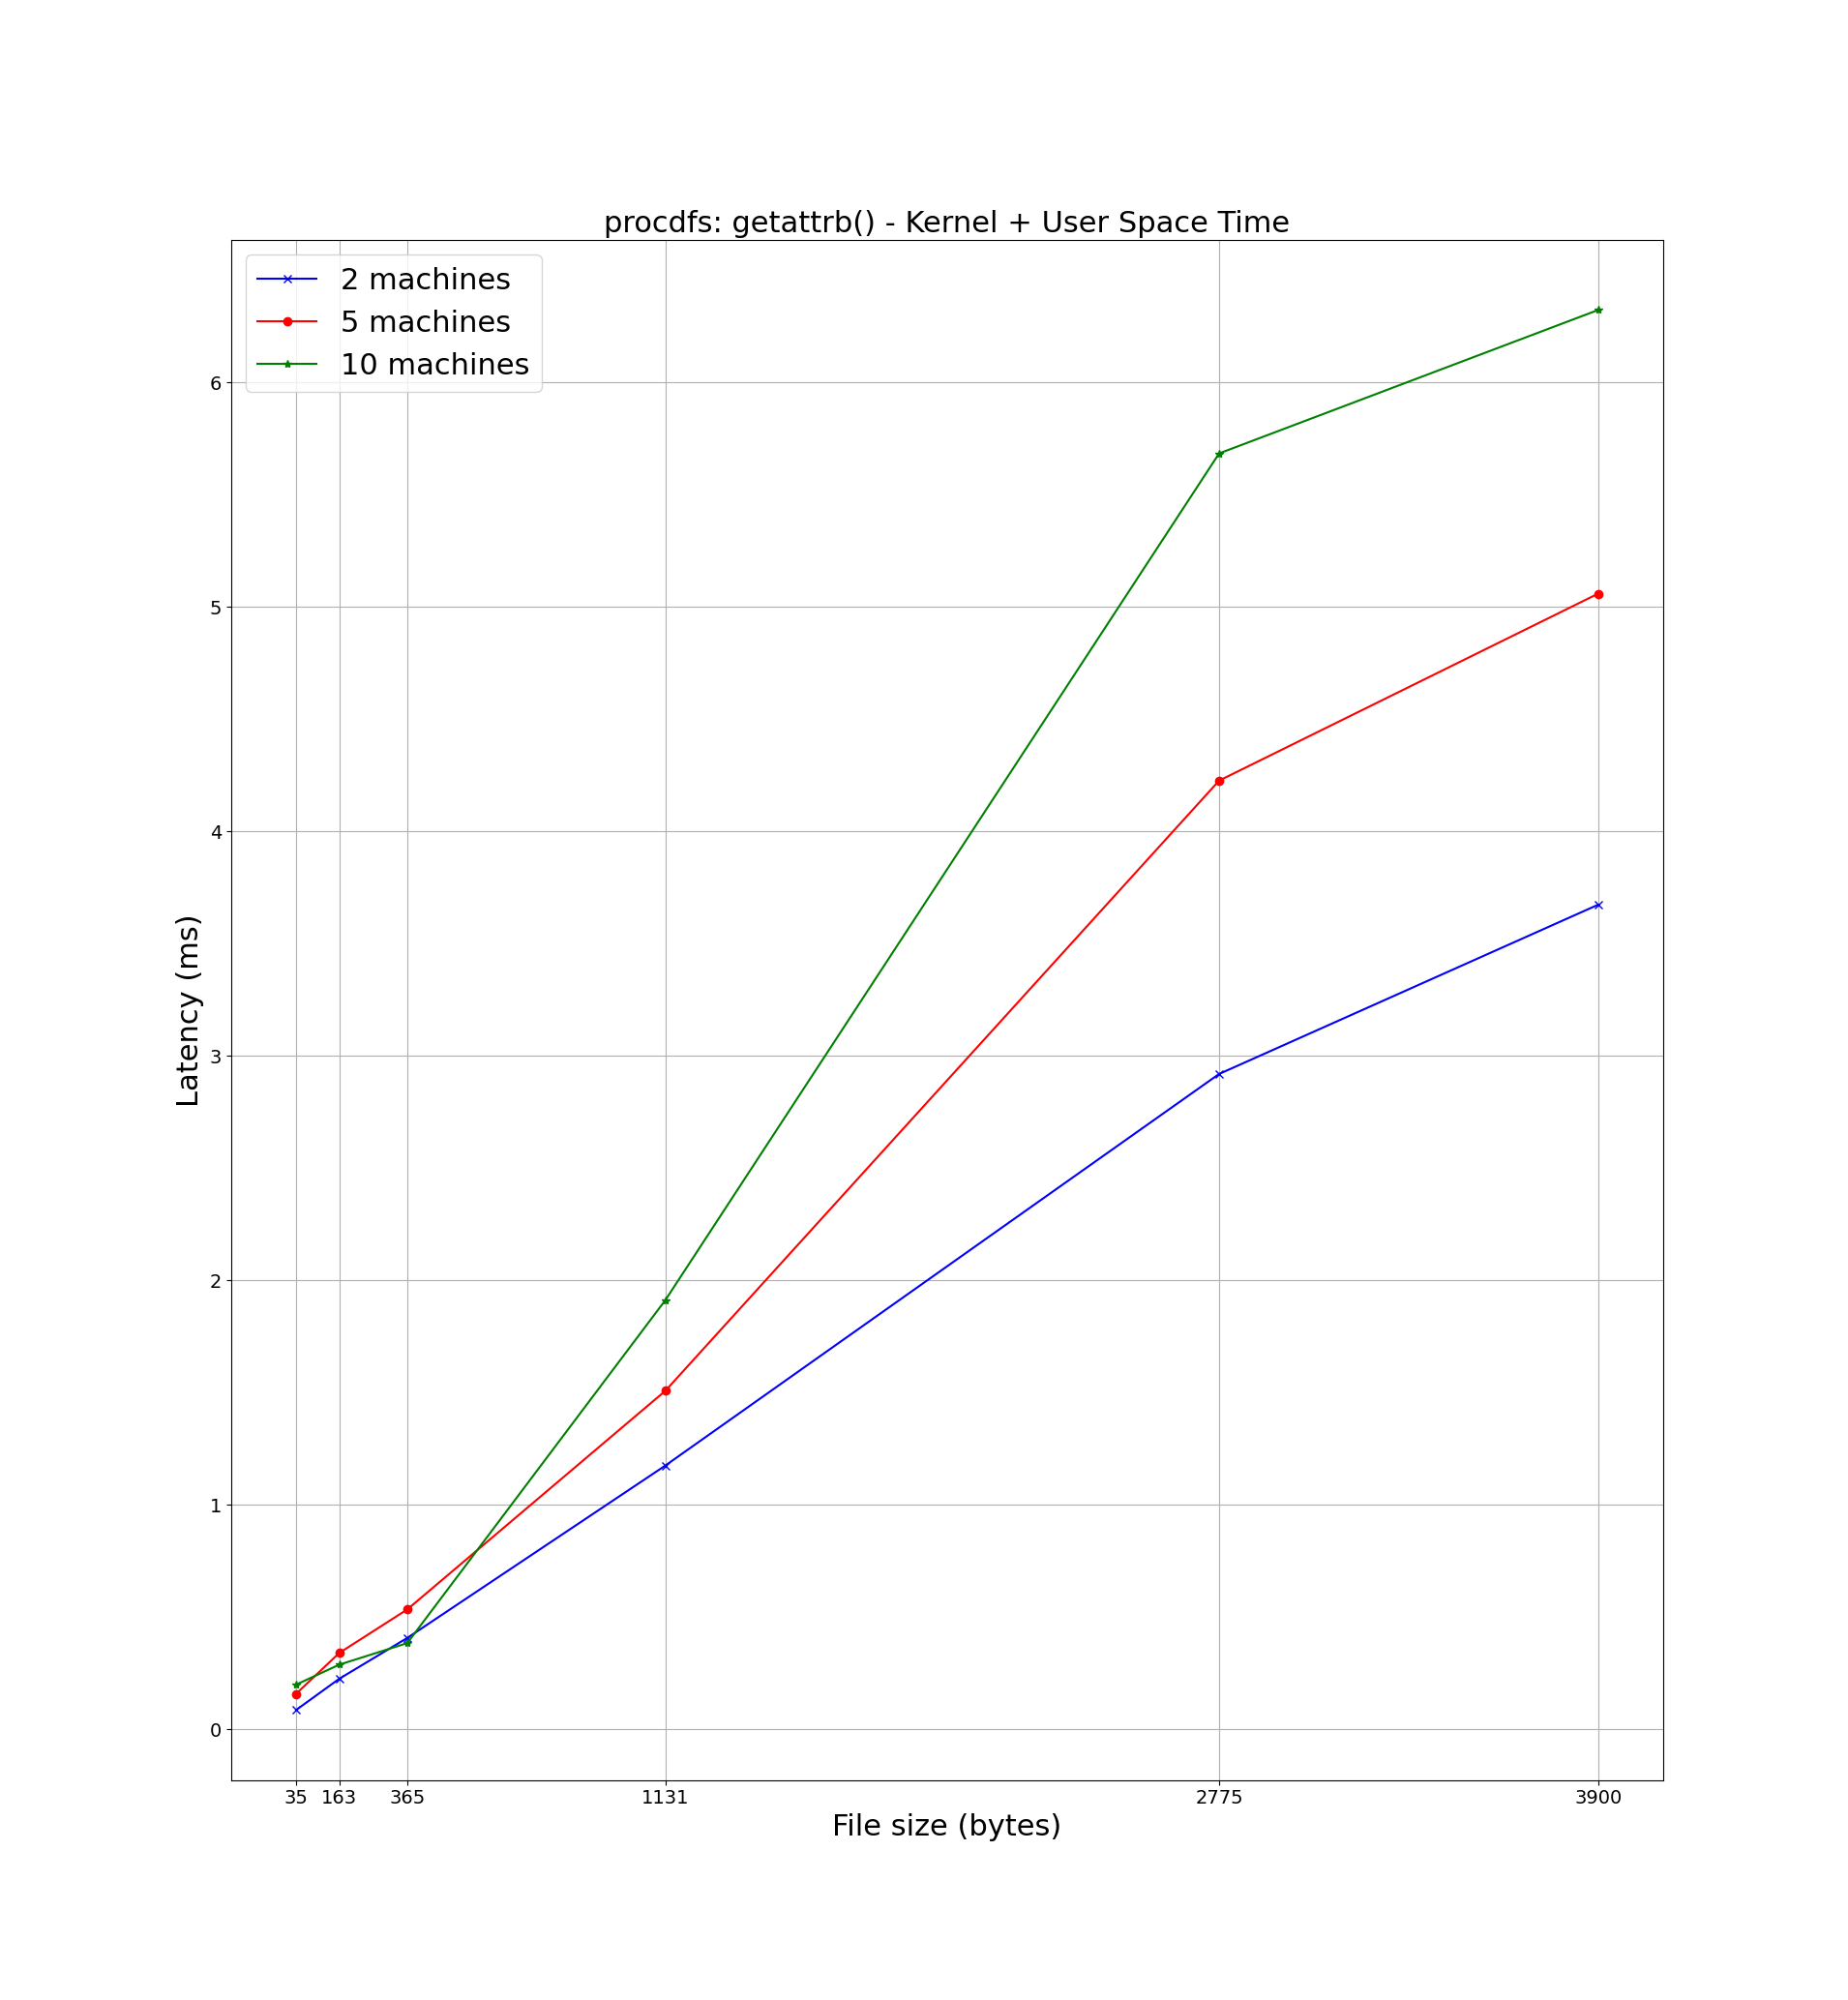 procdfs: getattrb() - Kernel + User Space Time
2 machines
5 machines
10 machines
6
5
4
3
2
1
0
Latency (ms)
35 163 365 1131 2775 3900
File size (bytes)